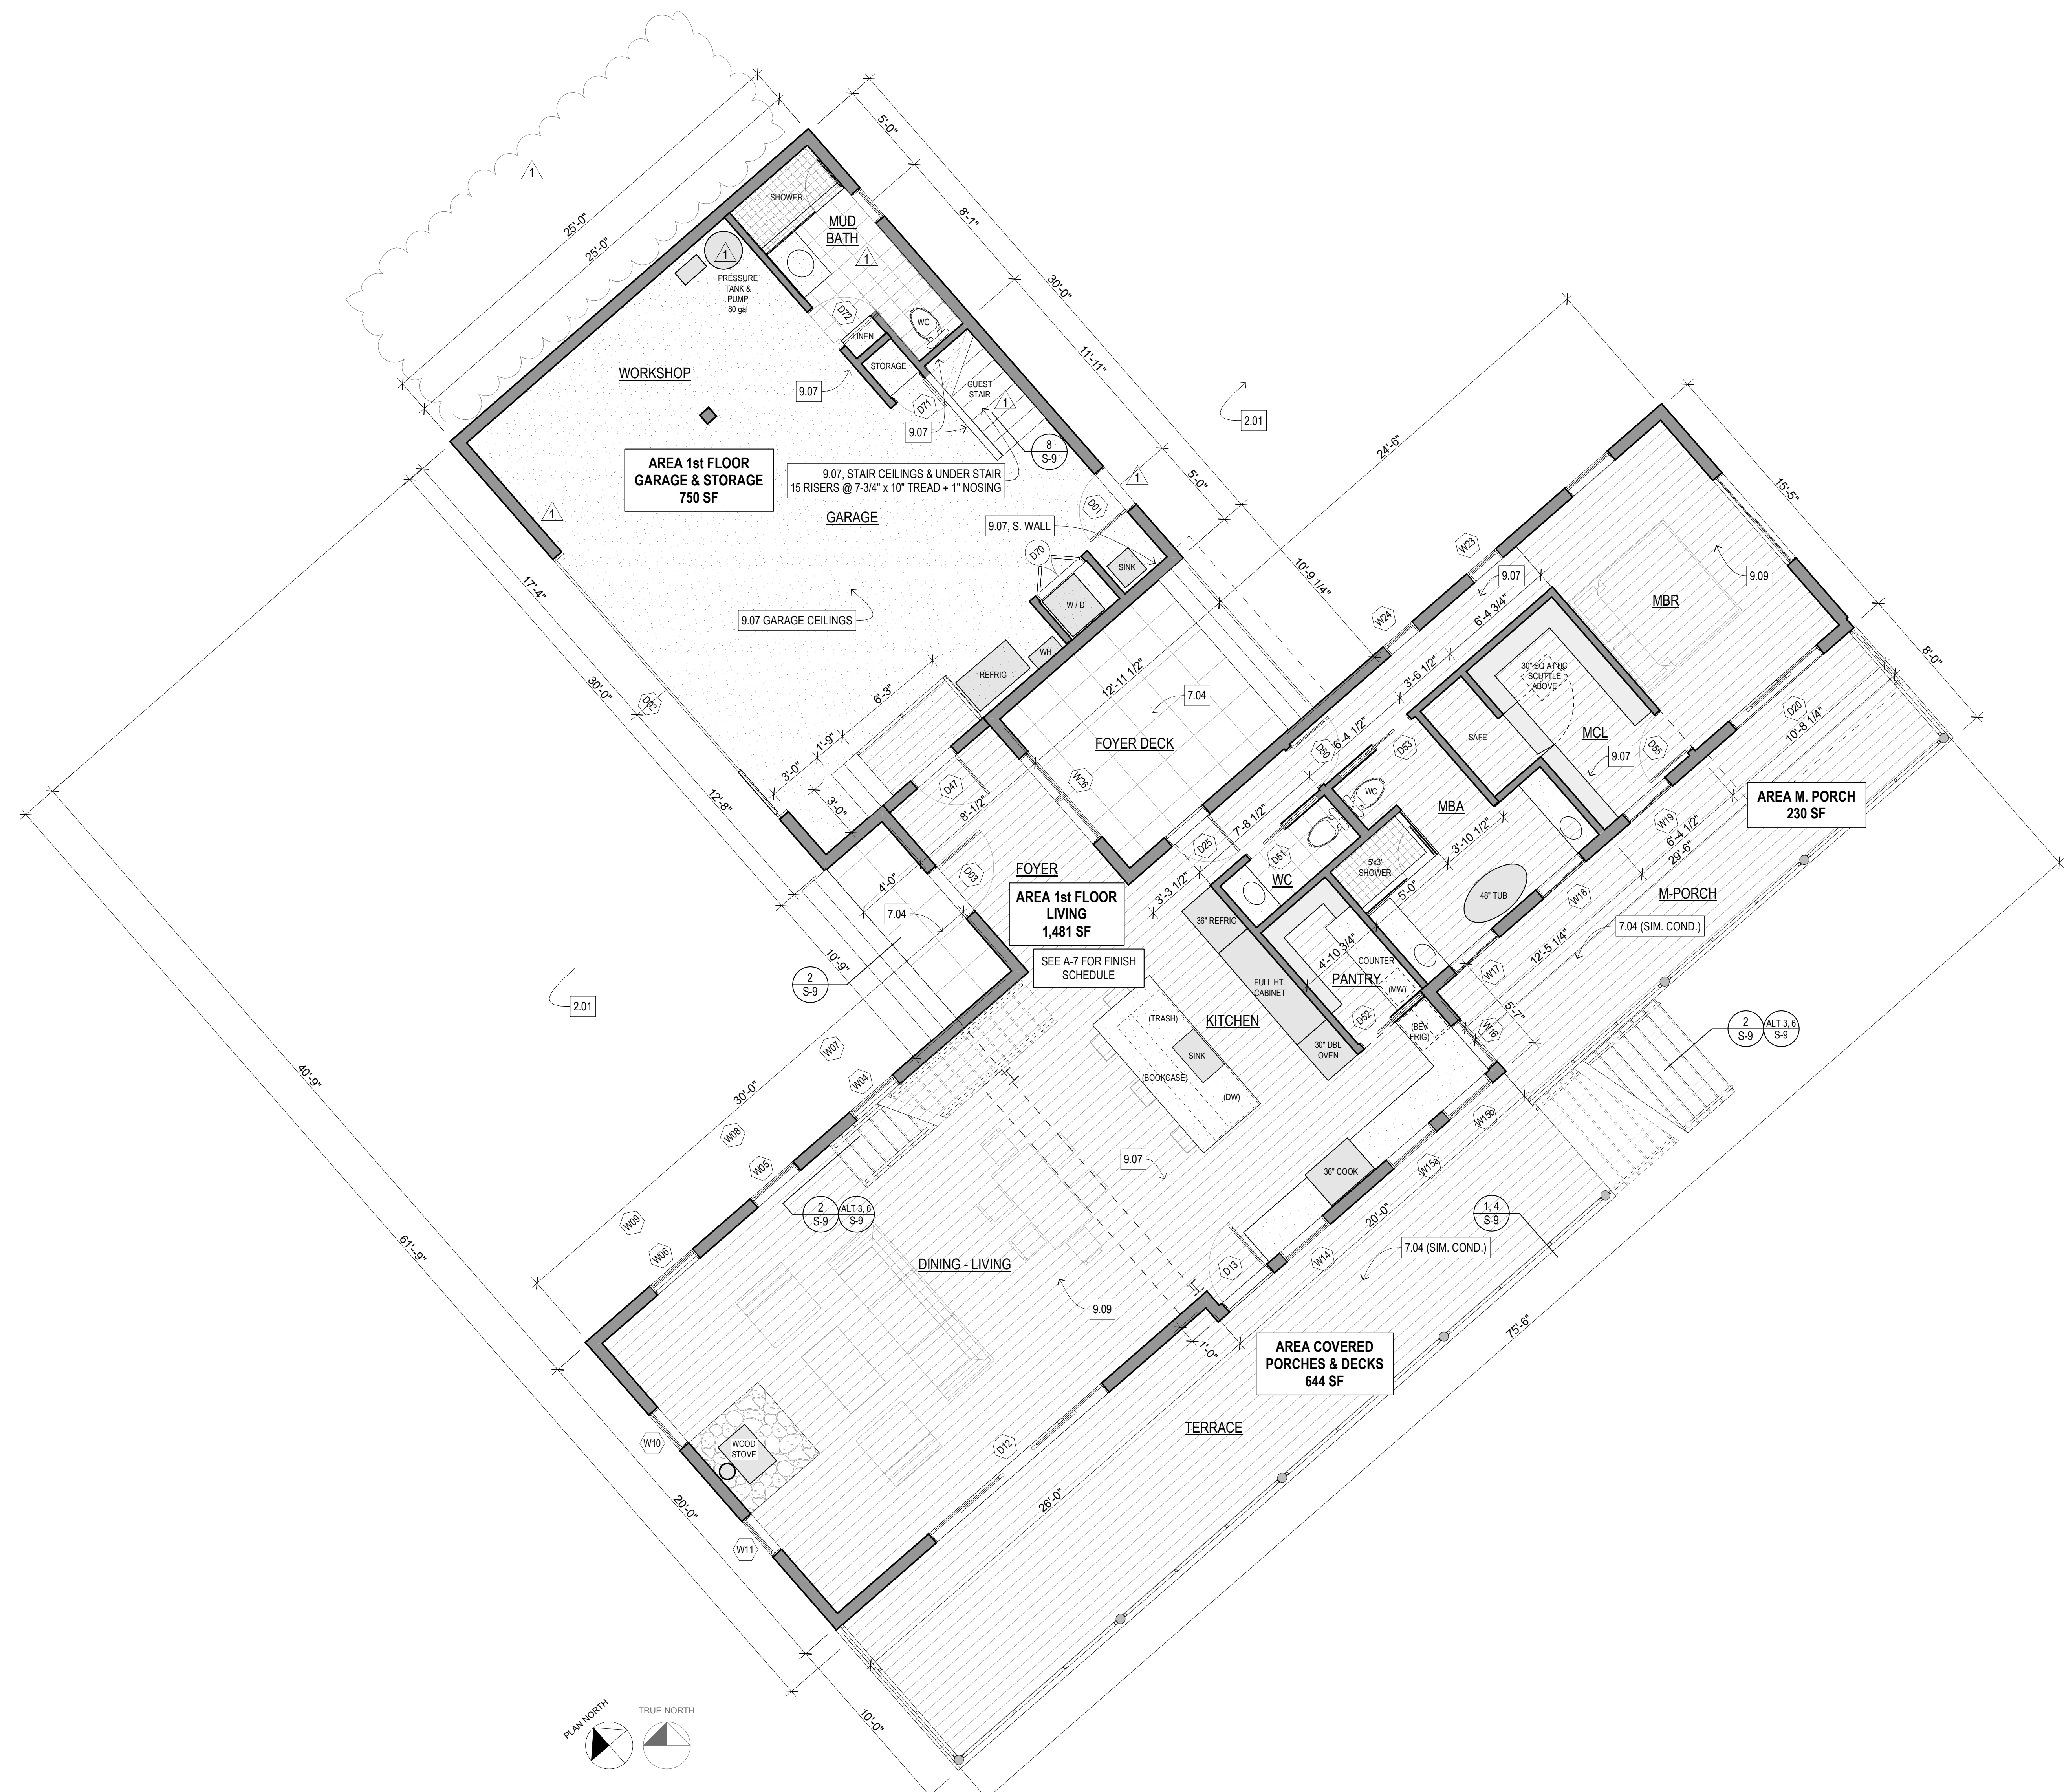 5'-0"
8'-1"
30'-0"
11'-11"
5'-0"
25'-0"
25'-0"
1
SHOWER
MUD
BATH
1
1
PRESSURE
TANK &
PUMP
80 gal
D72
WC
LINEN
STORAGE
GUEST
STAIR
1
WORKSHOP
9.07
D71
9.07
8
S-9
2.01
AREA 1st FLOOR
GARAGE & STORAGE
750 SF
9.07, STAIR CEILINGS & UNDER STAIR
15 RISERS @ 7-3/4" x 10" TREAD + 1" NOSING
1
1
GARAGE
D01
9.07, S. WALL
D70
SINK
W / D
9.07 GARAGE CEILINGS
WH
REFRIG
17'-4"
30'-0"
D02
12'-8"
6'-3"
1'-9"
3'-0"
3'-0"
D47
8'-1/2"
W26
12'-11 1/2"
7.04
FOYER DECK
10'-9 1/4"
24'-6"
15'-5"
8'-0"
W23
9.07
W24
6'-4 3/4"
3'-6 1/2"
9.09
MBR
30" SQ ATTIC
SCUTTLE
ABOVE
SAFE
MCL
9.07
D55
D20
10'-8 1/4"
D50
6'-4 1/2"
D53
WC
MBA
AREA M. PORCH
230 SF
W19
6'-4 1/2"
29'-6"
7'-8 1/2"
D25
D51
WC
5'x3'
SHOWER
3'-10 1/2"
5'-0"
48" TUB
W18
M-PORCH
7.04 (SIM. COND.)
12'-5 1/4"
W17
5'-7"
W16
4'-0"
D03
FOYER
7.04
AREA 1st FLOOR
LIVING
1,481 SF
SEE A-7 FOR FINISH
SCHEDULE
3'-3 1/2"
36" REFRIG
FULL HT.
CABINET
4'-10 3/4"
COUNTER
PANTRY
(MW)
D52
(BEV
FRIG)
KITCHEN
30" DBL
OVEN
(TRASH)
SINK
(BOOKCASE)
(DW)
2
S-9
10'-9"
2.01
2
S-9
ALT 3, 6
S-9
W07
W04
30'-0"
W08
W05
W09
W06
40'-9"
61'-9"
2
S-9
ALT 3, 6
S-9
9.07
36" COOK
W15b
W15a
20'-0"
1, 4
S-9
7.04 (SIM. COND.)
W14
D13
DINING - LIVING
9.09
1'-0"
AREA COVERED
PORCHES & DECKS
644 SF
75'-6"
TERRACE
D12
W10
WOOD
STOVE
20'-0"
W11
26'-0"
10'-0"
PLAN NORTH
TRUE NORTH